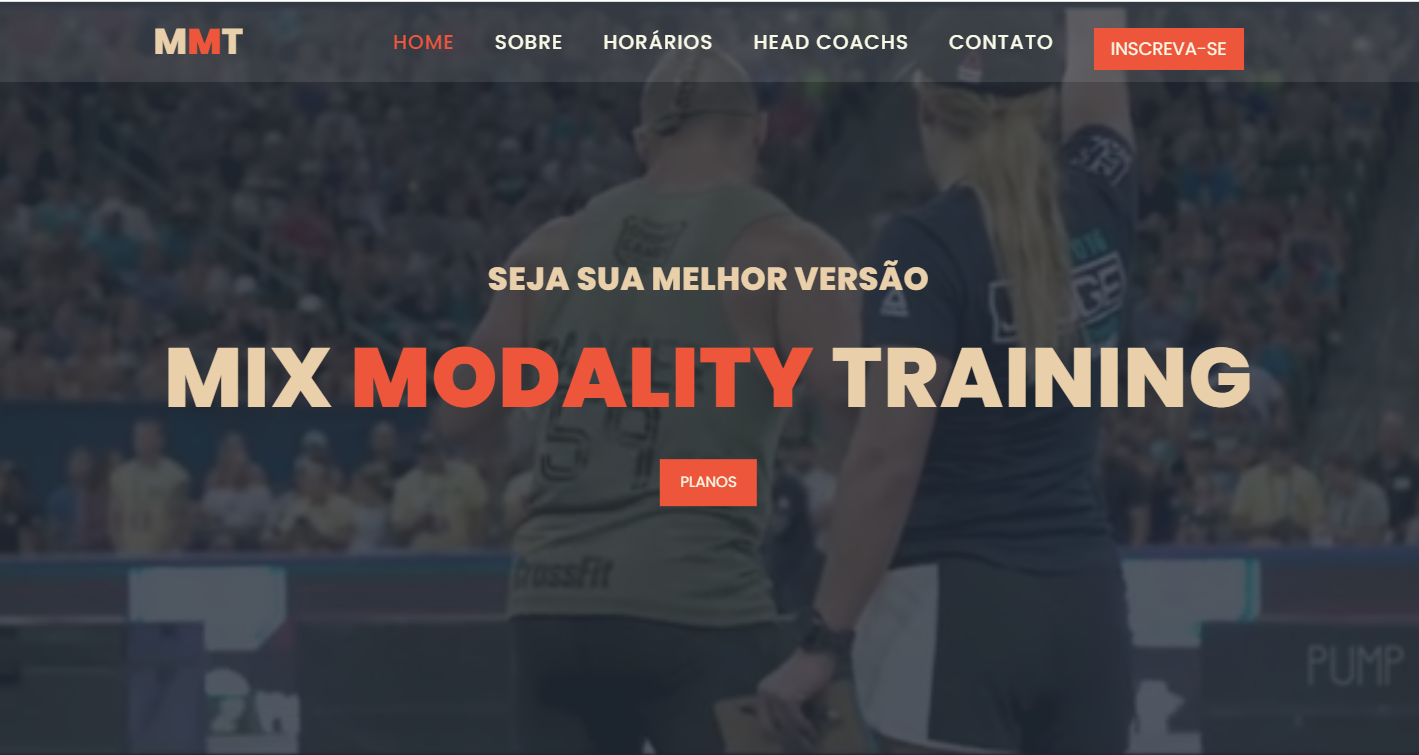 MMT
HOME
SOBRE
HORÁRIOS
HEAD COACHS
CONTATO
INSCREVA-SE
SEJA SUA MELHOR VERSÃO
MIX MODALITY TRAINING
54
PLANOS
CrossFit
PUMP